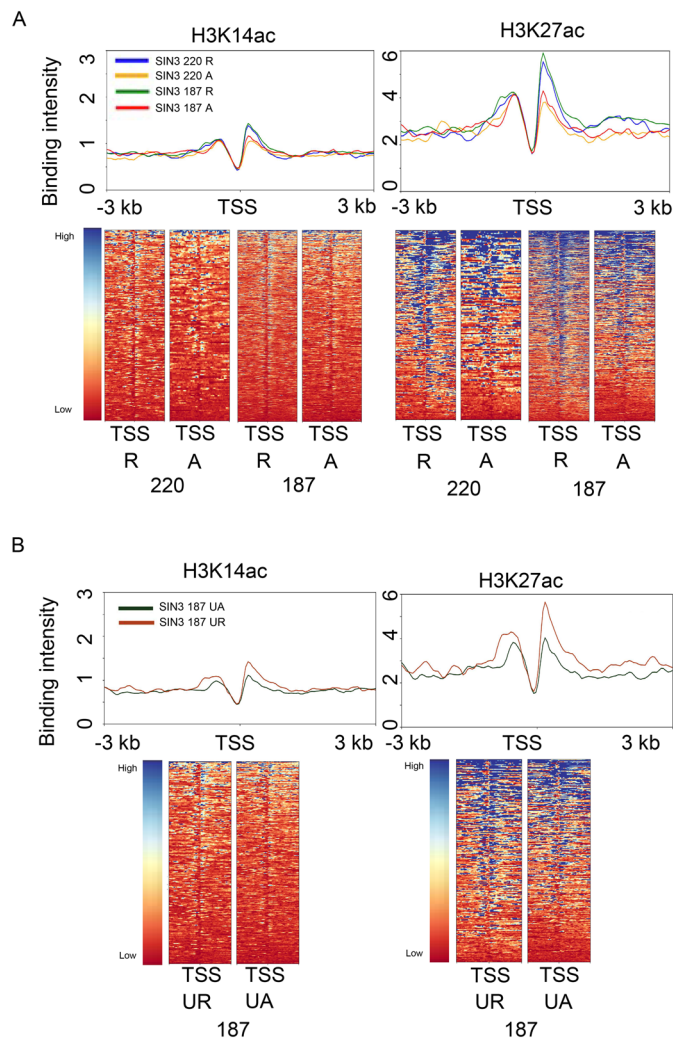 A
H3K14ac
H3K27ac
Binding intensity
3
2
1
0
SIN3 220 R
SIN3 220 A
SIN3 187 R
SIN3 187 A
6
4
2
0
-3 kb TSS 3 kb
-3 kb TSS 3 kb
High
Low
TSS TSS TSS TSS
R A R A
220 187
TSS TSS TSS TSS
R A R A
220 187
B
H3K14ac
H3K27ac
Binding intensity
3
2
1
0
SIN3 187 UA
SIN3 187 UR
6
4
2
0
-3 kb TSS 3 kb
-3 kb TSS 3 kb
High
Low
High
Low
TSS TSS
UR UA
187
TSS TSS
UR UA
187